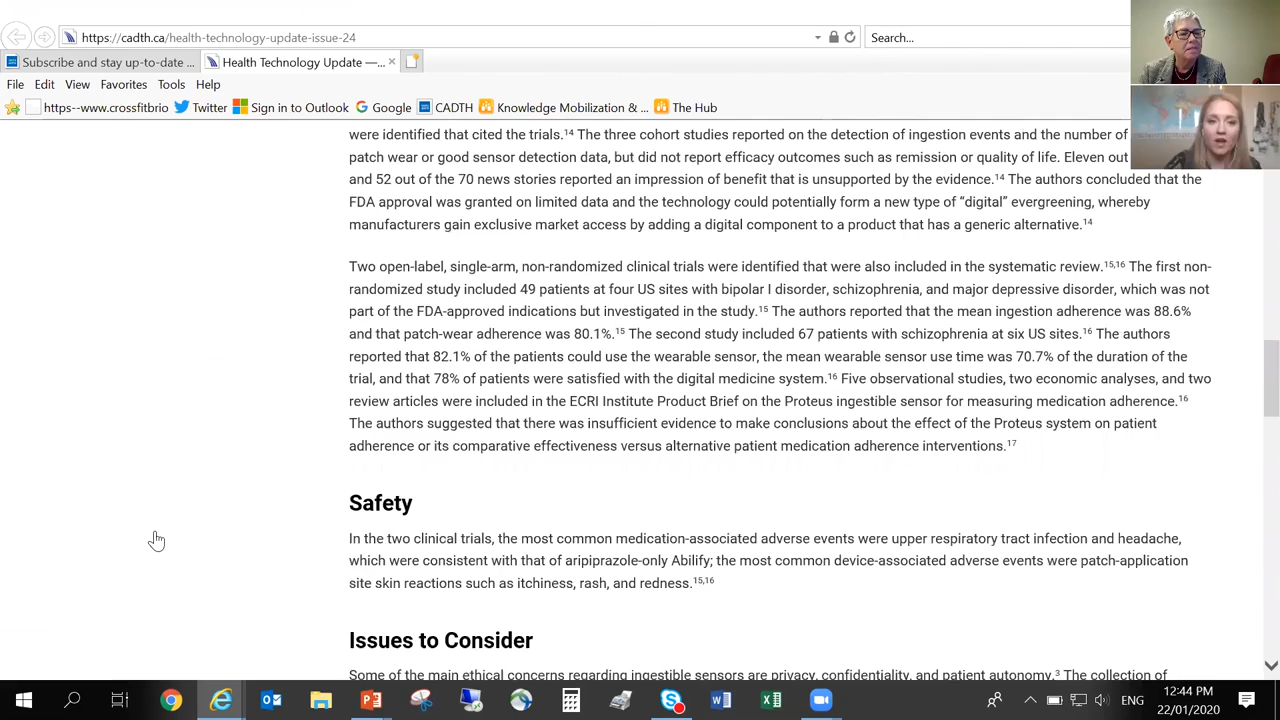 https://cadth.ca/health-technology-update-issue-24
Search...
Subscribe and stay up-to-date ...
Health Technology Update —...
File Edit View Favorites Tools Help
https--www.crossfitbrio Twitter Sign in to Outlook Google CADTH Knowledge Mobilization & ... The Hub
were identified that cited the trials.14 The three cohort studies reported on the detection of ingestion events and the number of
patch wear or good sensor detection data, but did not report efficacy outcomes such as remission or quality of life. Eleven out
and 52 out of the 70 news stories reported an impression of benefit that is unsupported by the evidence.14 The authors concluded that the
FDA approval was granted on limited data and the technology could potentially form a new type of “digital” evergreening, whereby
manufacturers gain exclusive market access by adding a digital component to a product that has a generic alternative.14
Two open-label, single-arm, non-randomized clinical trials were identified that were also included in the systematic review.15,16 The first non-
randomized study included 49 patients at four US sites with bipolar I disorder, schizophrenia, and major depressive disorder, which was not
part of the FDA-approved indications but investigated in the study.15 The authors reported that the mean ingestion adherence was 88.6%
and that patch-wear adherence was 80.1%.15 The second study included 67 patients with schizophrenia at six US sites.16 The authors
reported that 82.1% of the patients could use the wearable sensor, the mean wearable sensor use time was 70.7% of the duration of the
trial, and that 78% of patients were satisfied with the digital medicine system.16 Five observational studies, two economic analyses, and two
review articles were included in the ECRI Institute Product Brief on the Proteus ingestible sensor for measuring medication adherence.16
The authors suggested that there was insufficient evidence to make conclusions about the effect of the Proteus system on patient
adherence or its comparative effectiveness versus alternative patient medication adherence interventions.17
Safety
In the two clinical trials, the most common medication-associated adverse events were upper respiratory tract infection and headache,
which were consistent with that of aripiprazole-only Abilify; the most common device-associated adverse events were patch-application
site skin reactions such as itchiness, rash, and redness.15,16
Issues to Consider
Some of the main ethical concerns regarding ingestible sensors are privacy, confidentiality, and patient autonomy.3 The collection of
ENG
12:44 PM
22/01/2020